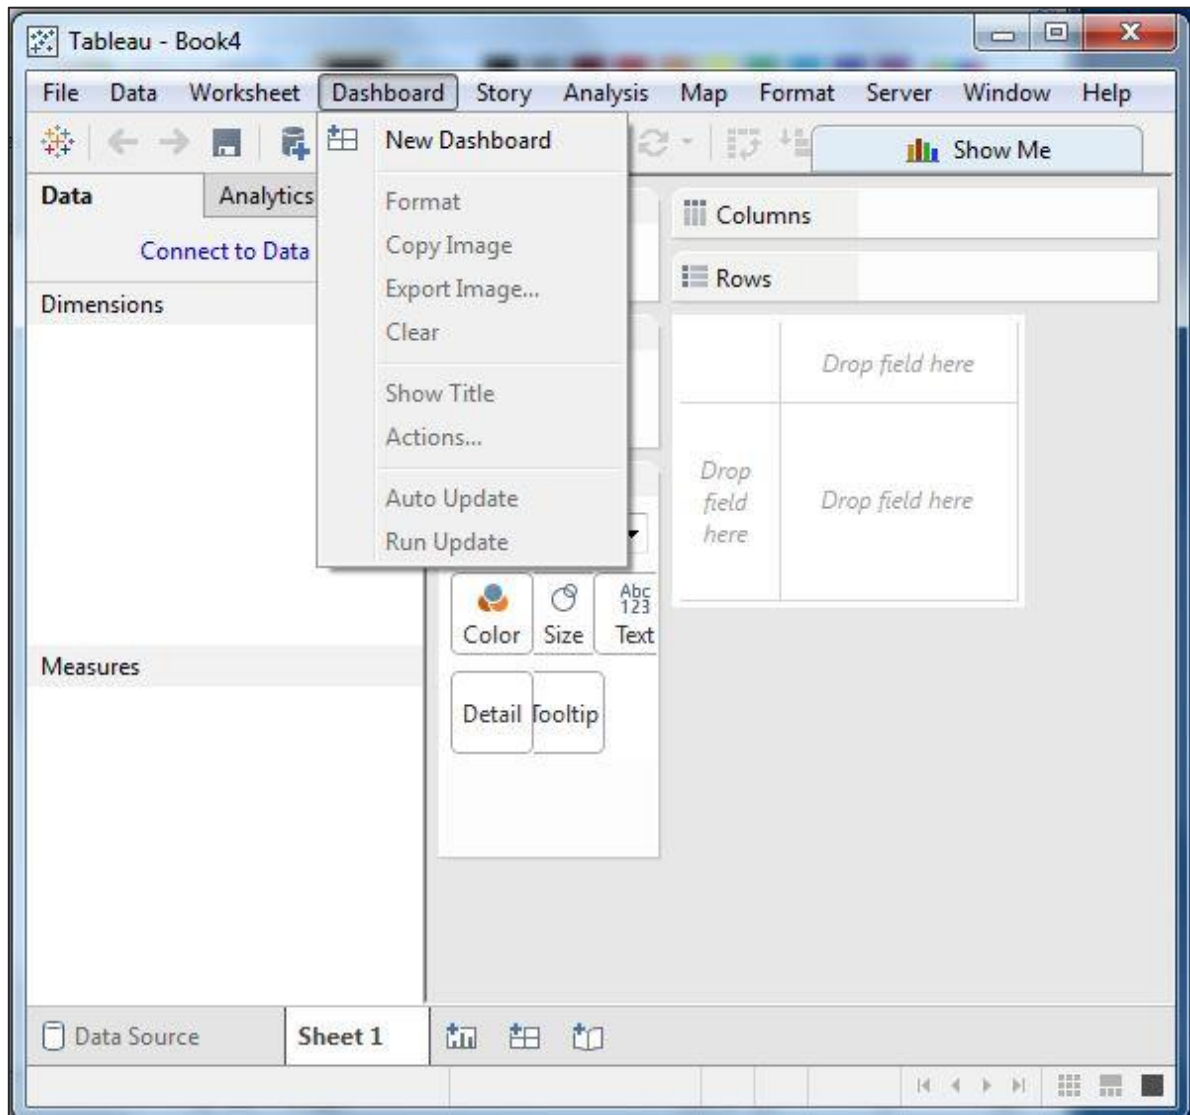 Tableau - Book4
File Data Worksheet Dashboard Story Analysis Map Format Server Window Help
New Dashboard
Show Me
Data Analytics
Format
Columns
Connect to Data
Copy Image
Export Image...
Rows
Dimensions
Clear
Drop field here
Show Title
Actions...
Drop
field
here
Drop field here
Auto Update
Run Update
Abc
123
Color Size Text
Measures
Detail Tooltip
Data Source Sheet 1